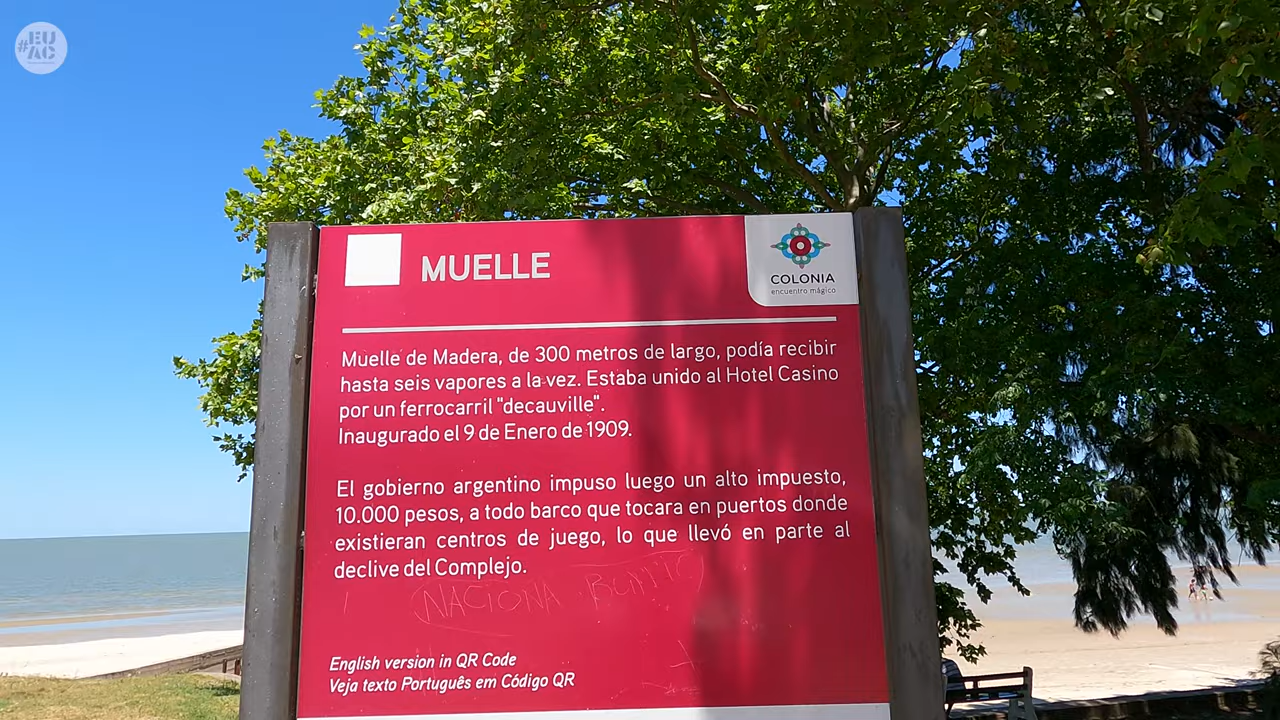 #EU
AC
MUELLE
COLONIA
encuentro mágico
Muelle de Madera, de 300 metros de largo, podía recibir
hasta seis vapores a la vez. Estaba unido al Hotel Casino
por un ferrocarril "decauville".
Inaugurado el 9 de Enero de 1909.
El gobierno argentino impuso luego un alto impuesto,
10.000 pesos, a todo barco que tocara en puertos donde
existieran centros de juego, lo que llevó en parte al
declive del Complejo.
NACIONA
English version in QR Code
Veja texto Português em Código QR